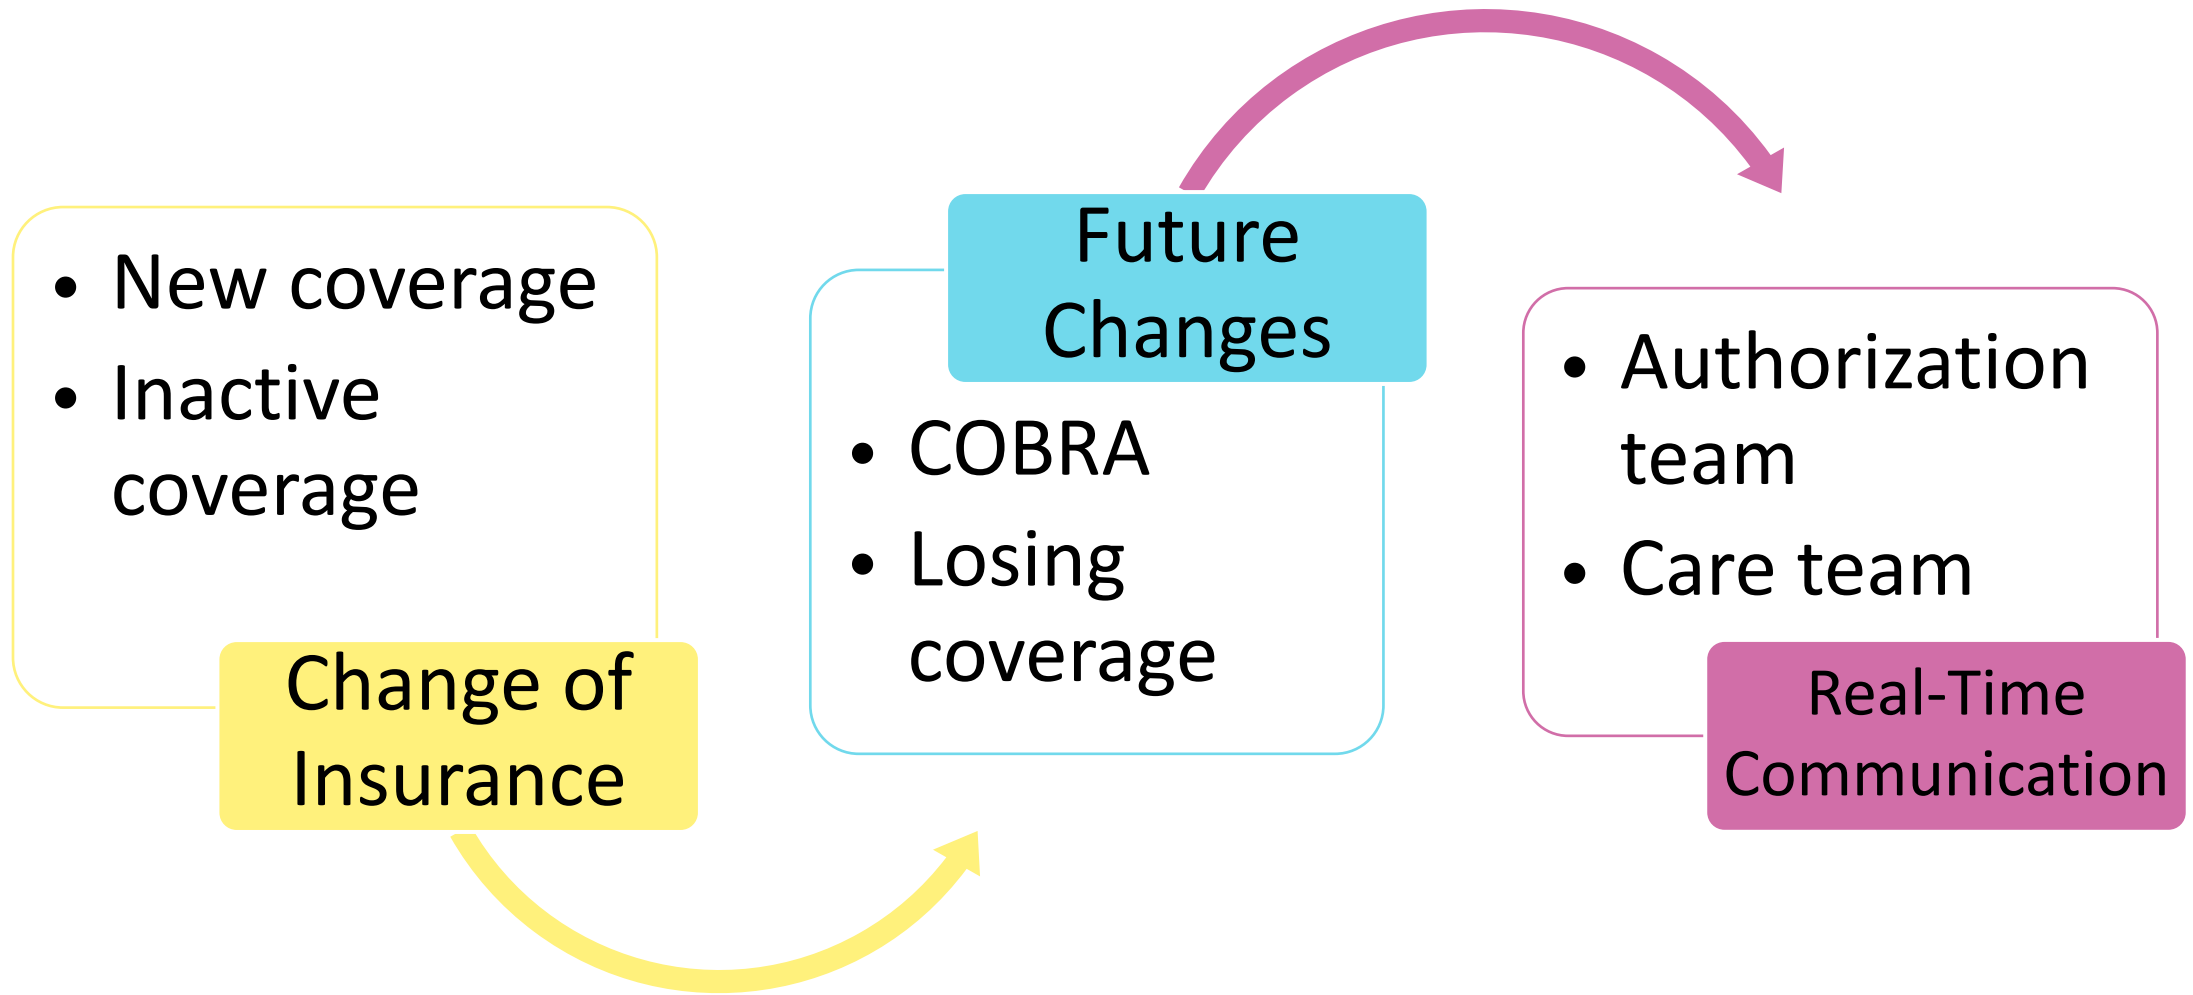 • New coverage
• Inactive
coverage
Change of
Insurance
Future
Changes
• COBRA
• Losing
coverage
• Authorization
team
• Care team
Real-Time
Communication